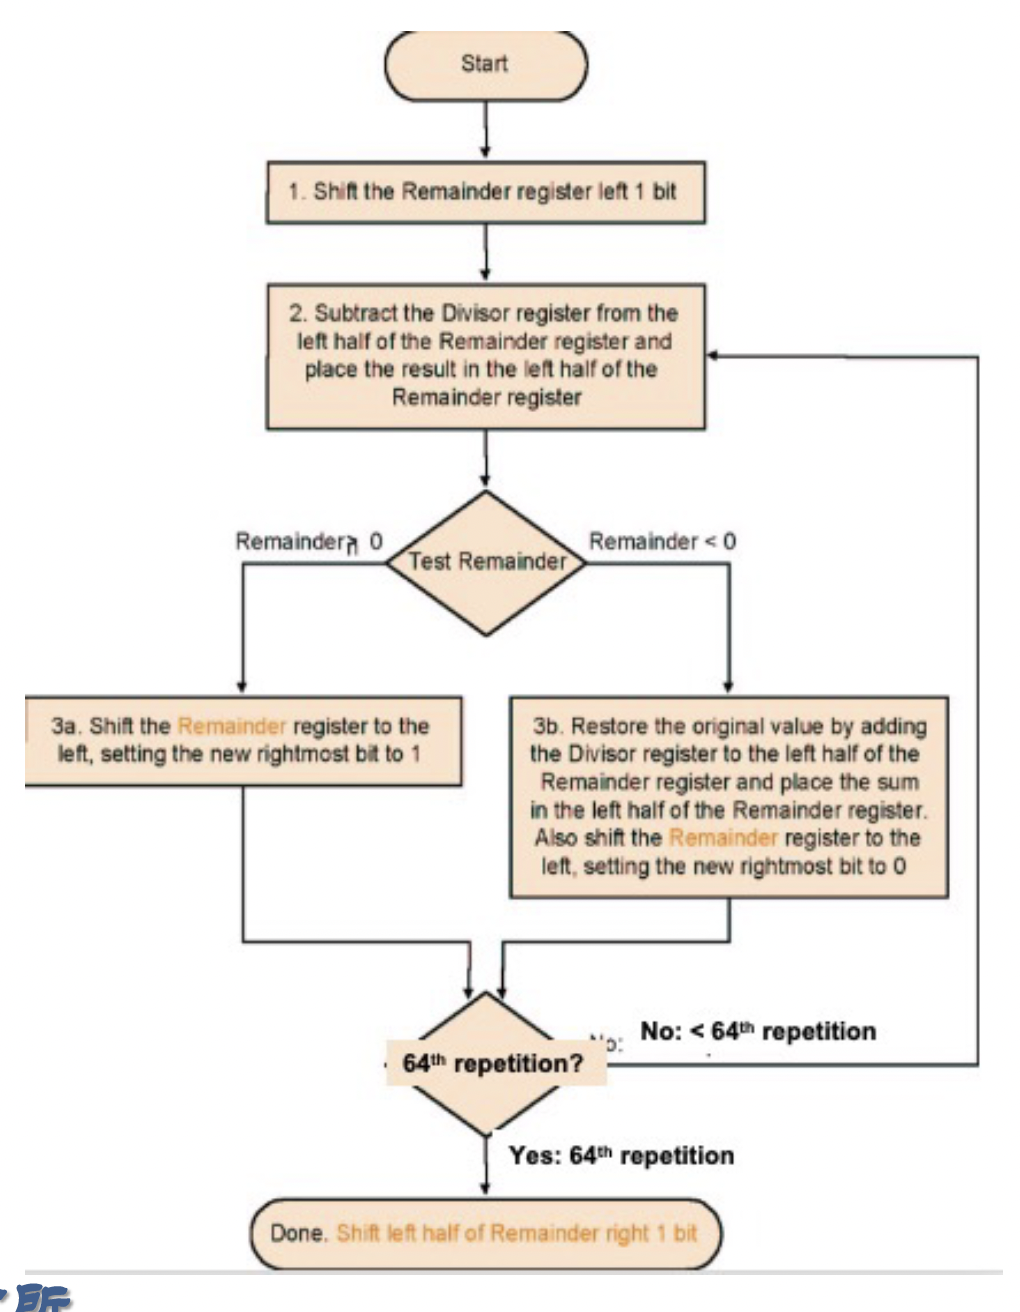 Start
1. Shift the Remainder register left 1 bit
2. Subtract the Divisor register from the
left half of the Remainder register and
place the result in the left half of the
Remainder register
Remainder ≥ 0
Test Remainder
Remainder < 0
3a. Shift the Remainder register to the
left, setting the new rightmost bit to 1
3b. Restore the original value by adding
the Divisor register to the left half of the
Remainder register and place the sum
in the left half of the Remainder register.
Also shift the Remainder register to the
left, setting the new rightmost bit to 0
64th repetition?
No:
No: < 64th repetition
Yes: 64th repetition
Done. Shift left half of Remainder right 1 bit
所